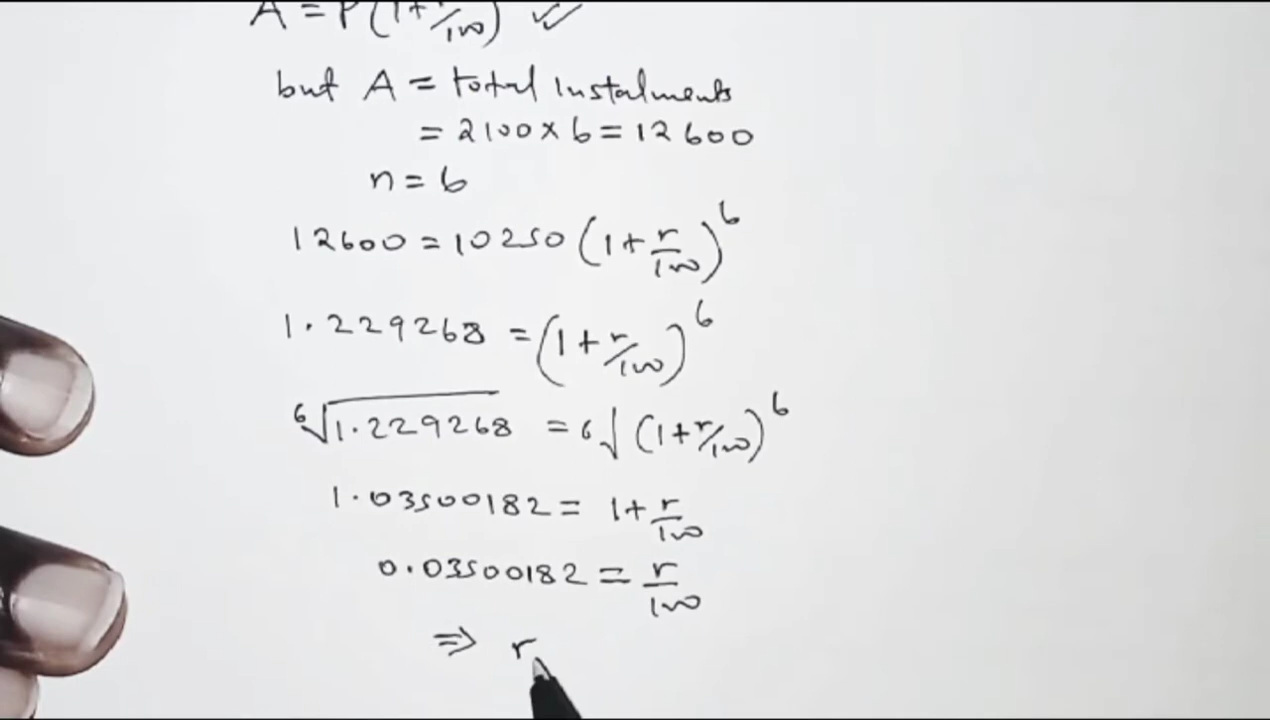 A = P(1+r/100) ✓
but A = total instalments
= 2100 × 6 = 12600
n = 6
12600 = 10250 (1 + r/100)^6
1.229268 = (1 + r/100)^6
⁶√1.229268 = ⁶√(1+r/100)^6
1.03500182 = 1 + r/100
0.03500182 = r/100
⇒ r